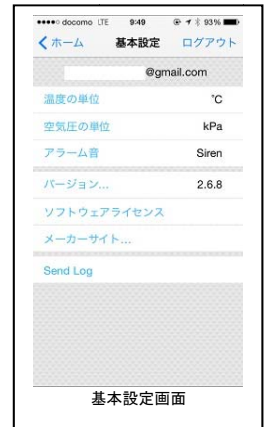 docomo LTE 9:49 93%
ホーム 基本設定 ログアウト
@gmail.com
温度の単位 ℃
空気圧の単位 kPa
アラーム音 Siren
バージョン... 2.6.8
ソフトウェアライセンス
メーカーサイト...
Send Log
基本設定画面